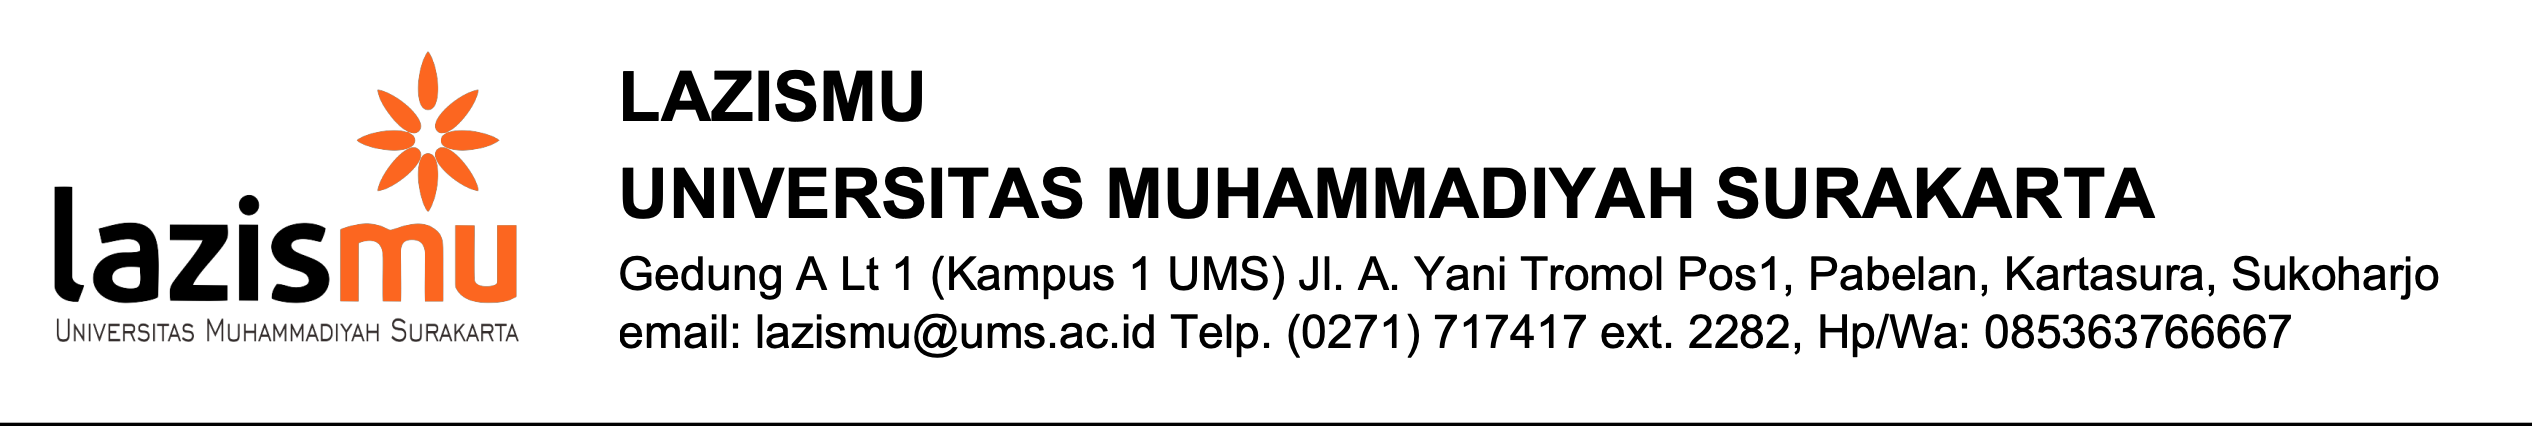 lazismu
UNIVERSITAS MUHAMMADIYAH SURAKARTA
LAZISMU
UNIVERSITAS MUHAMMADIYAH SURAKARTA
Gedung A Lt 1 (Kampus 1 UMS) Jl. A. Yani Tromol Pos1, Pabelan, Kartasura, Sukoharjo
email: lazismu@ums.ac.id Telp. (0271) 717417 ext. 2282, Hp/Wa: 085363766667